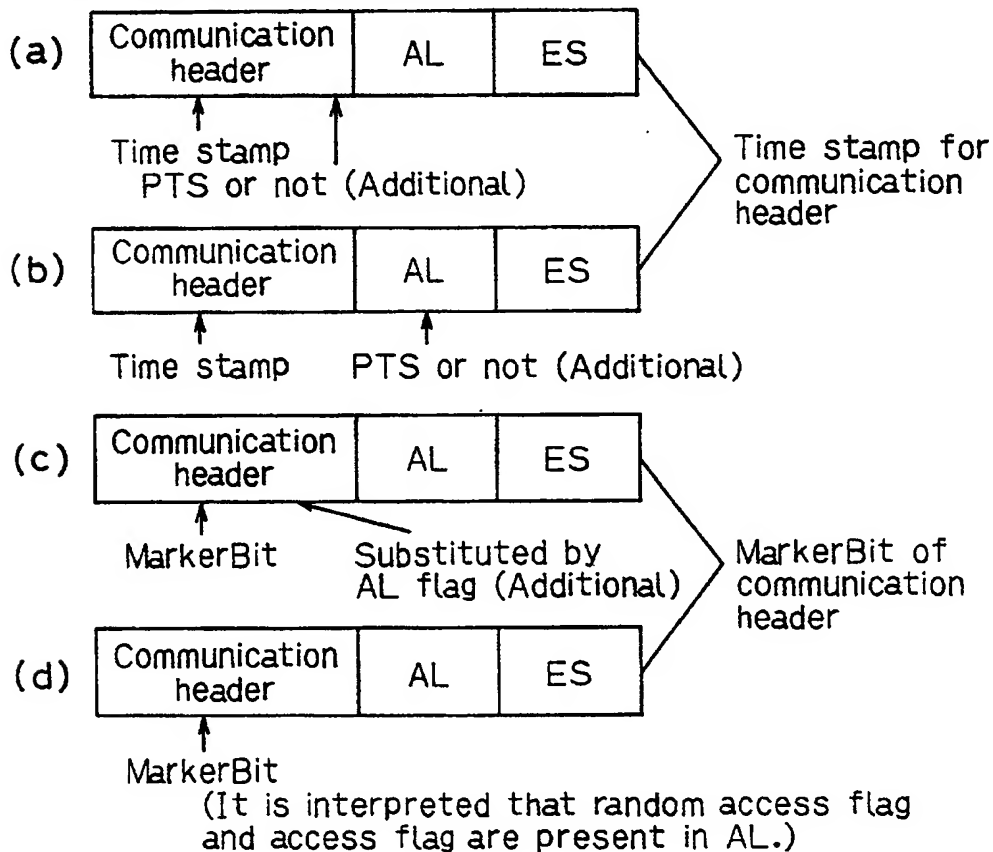 (a)
Communication
header
AL
ES
Time stamp
PTS or not (Additional)
Time stamp for
communication
header
(b)
Communication
header
AL
ES
Time stamp
PTS or not (Additional)
(c)
Communication
header
AL
ES
MarkerBit
Substituted by
AL flag (Additional)
MarkerBit of
communication
header
(d)
Communication
header
AL
ES
MarkerBit
(It is interpreted that random access flag
and access flag are present in AL.)